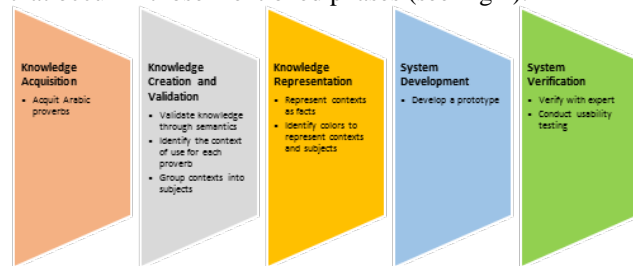 Knowledge
Acquisition
• Acquit Arabic
proverbs
Knowledge
Creation and
Validation
• Validate knowledge
through semantics
• Identify the context
of use for each
proverb
• Group contexts into
subjects
Knowledge
Representation
• Represent contexts
as facts
• Identify colors to
represent contexts
and subjects
System
Development
• Develop a prototype
System
Verification
• Verify with expert
• Conduct usability
testing